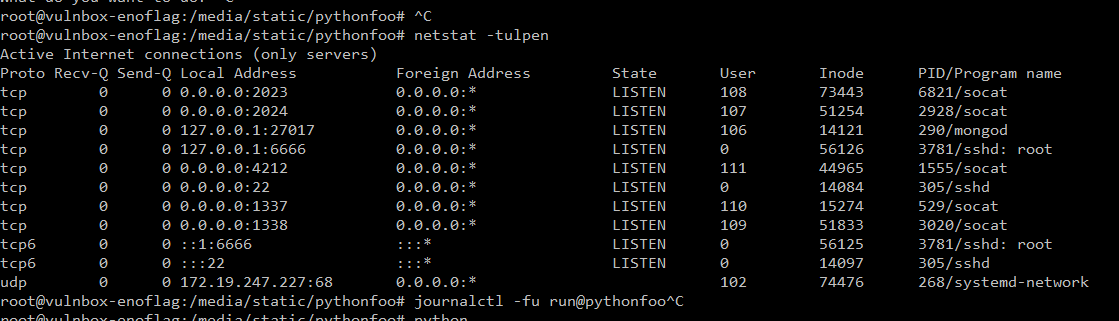 What do you want to do? ^C
root@vulnbox-enoflag:/media/static/pythonfoo# ^C
root@vulnbox-enoflag:/media/static/pythonfoo# netstat -tulpen
Active Internet connections (only servers)
Proto Recv-Q Send-Q Local Address Foreign Address State User Inode PID/Program name
tcp 0 0 0.0.0.0:2023 0.0.0.0:* LISTEN 108 73443 6821/socat
tcp 0 0 0.0.0.0:2024 0.0.0.0:* LISTEN 107 51254 2928/socat
tcp 0 0 127.0.0.1:27017 0.0.0.0:* LISTEN 106 14121 290/mongod
tcp 0 0 127.0.0.1:6666 0.0.0.0:* LISTEN 0 56126 3781/sshd: root
tcp 0 0 0.0.0.0:4212 0.0.0.0:* LISTEN 111 44965 1555/socat
tcp 0 0 0.0.0.0:22 0.0.0.0:* LISTEN 0 14084 305/sshd
tcp 0 0 0.0.0.0:1337 0.0.0.0:* LISTEN 110 15274 529/socat
tcp 0 0 0.0.0.0:1338 0.0.0.0:* LISTEN 109 51833 3020/socat
tcp6 0 0 ::1:6666 :::* LISTEN 0 56125 3781/sshd: root
tcp6 0 0 :::22 :::* LISTEN 0 14097 305/sshd
udp 0 0 172.19.247.227:68 0.0.0.0:* 102 74476 268/systemd-network
root@vulnbox-enoflag:/media/static/pythonfoo# journalctl -fu run@pythonfoo^C
root@vulnbox-enoflag:/media/static/pythonfoo# python